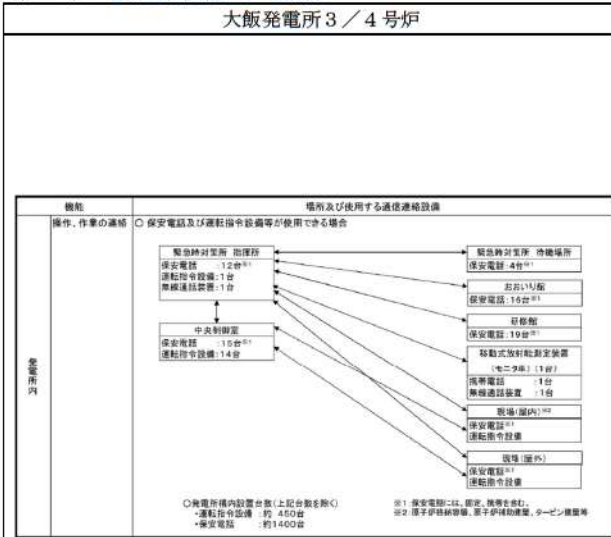 大飯発電所3/4号炉
機能
場所及び使用する通信連絡設備
発電所内
操作、作業の連絡
○ 保安電話及び運転指令設備等が使用できる場合
緊急時対策所 指揮所
保安電話 :12台※1
運転指令設備:1台
無線通話装置:1台
中央制御室
保安電話 :15台※1
運転指令設備:14台
緊急時対策所 待機場所
保安電話:4台※1
おおいり館
保安電話:16台※1
研修館
保安電話:19台※1
移動式放射能測定装置
(モニタ車)(1台)
携帯電話 :1台
無線通話装置 :1台
現場(屋内)※2
保安電話※1
運転指令設備
現場(屋外)
保安電話※1
運転指令設備
○発電所構内設置台数(上記台数を除く)
・運転指令設備 :約 450台
・保安電話 :約1400台
※1:保安電話には、固定、携帯を含む。
※2:原子炉格納容器、原子炉補助建屋、タービン建屋等